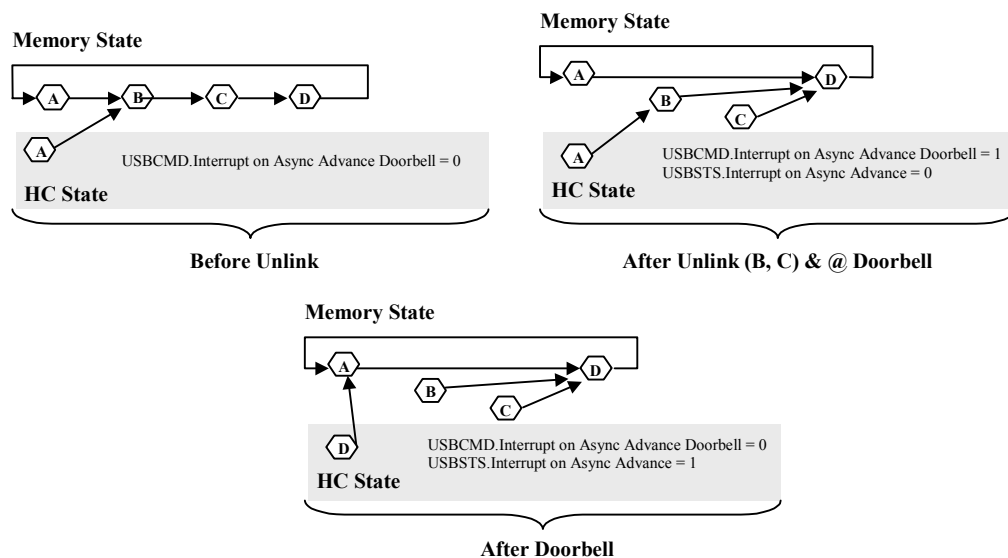 Memory State
A B C D
A
USBCMD.Interrupt on Async Advance Doorbell = 0
HC State
Before Unlink
Memory State
A D
B
C
A
USBCMD.Interrupt on Async Advance Doorbell = 1
USBSTS.Interrupt on Async Advance = 0
HC State
After Unlink (B, C) & @ Doorbell
Memory State
A D
B
C
D
USBCMD.Interrupt on Async Advance Doorbell = 0
USBSTS.Interrupt on Async Advance = 1
HC State
After Doorbell